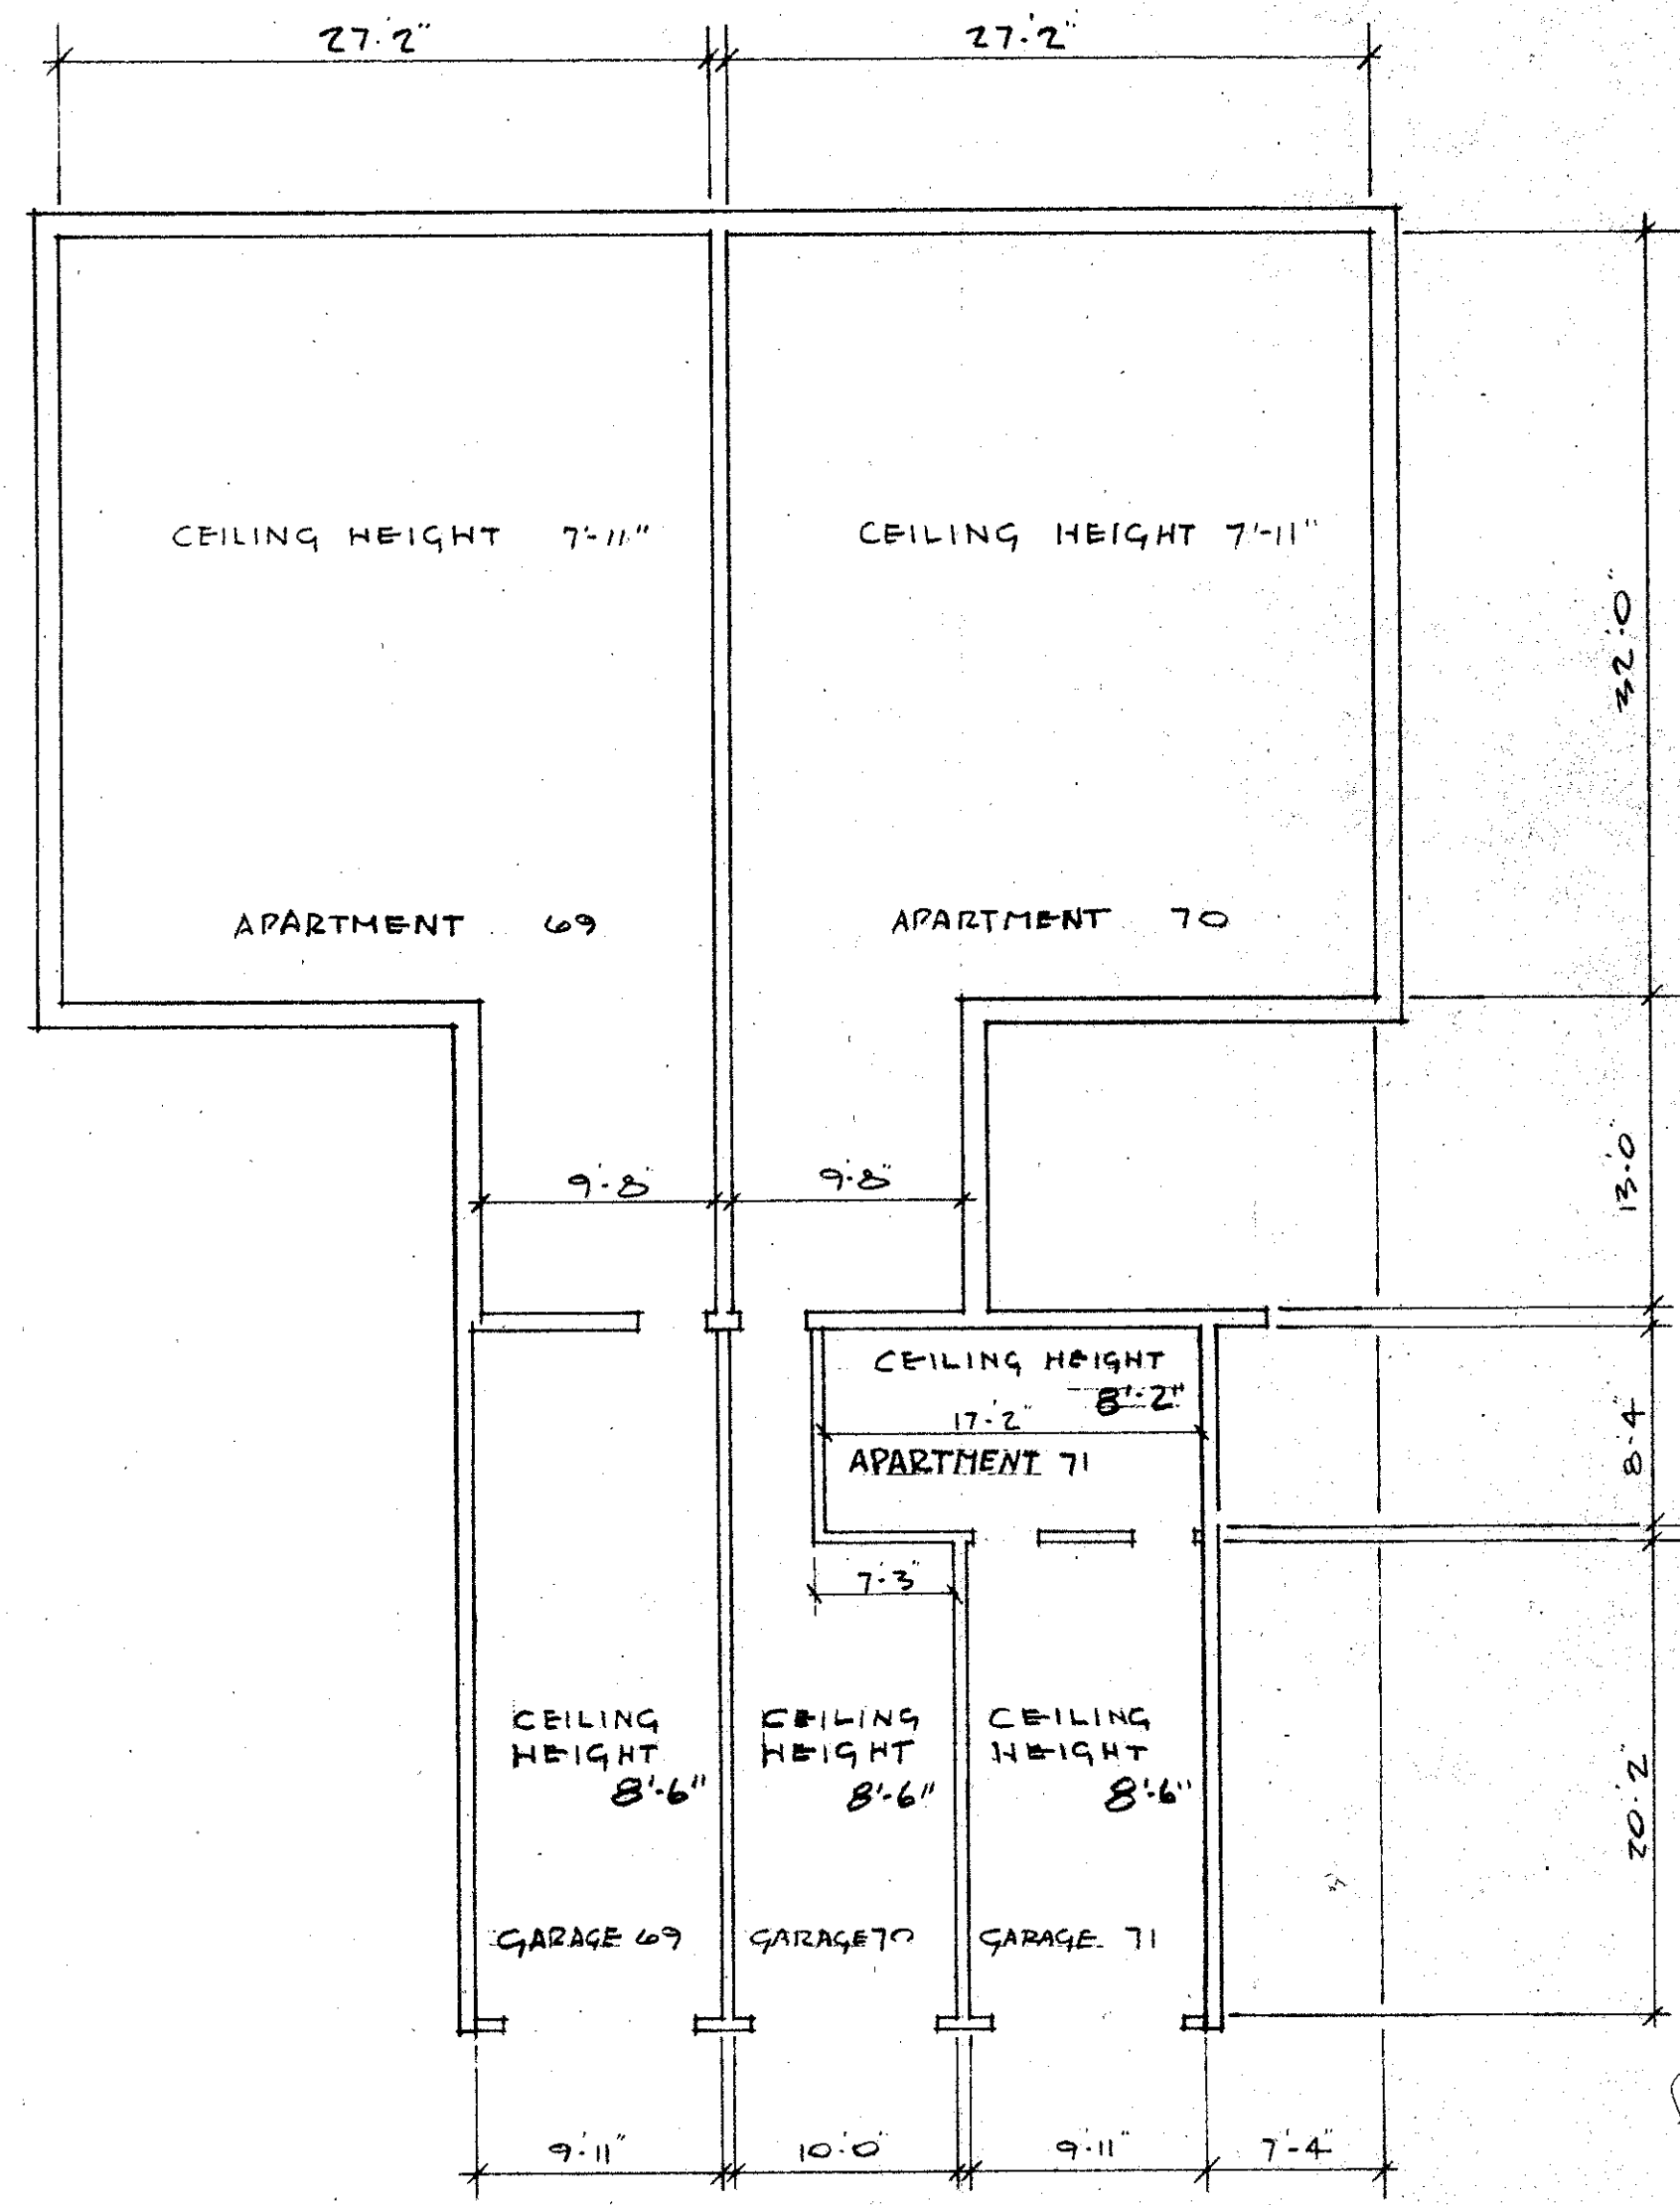 27'-2" 27'-2"
CEILING HEIGHT 7'-11" CEILING HEIGHT 7'-11"
32'-0"
APARTMENT 69 APARTMENT 70
9'-8" 9'-8"
13'-0"
CEILING HEIGHT
8'-2"
17'-2"
APARTMENT 71
8'-4"
7'-3"
CEILING
HEIGHT
8'-6"
CEILING
HEIGHT
8'-6"
CEILING
HEIGHT
8'-6"
20'-2"
GARAGE 69 GARAGE 70 GARAGE 71
9'-11" 10'-0" 9'-11" 7'-4"